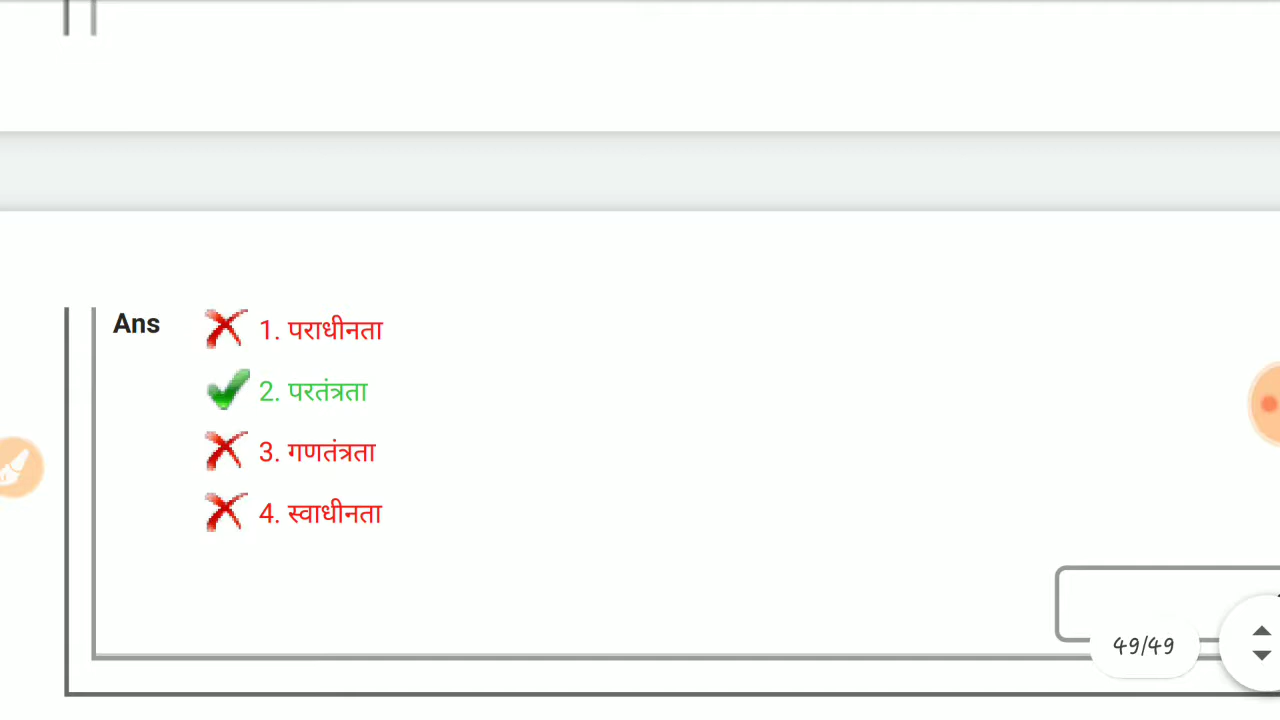 Ans 1. पराधीनता
2. परतंत्रता
3. गणतंत्रता
4. स्वाधीनता
49/49